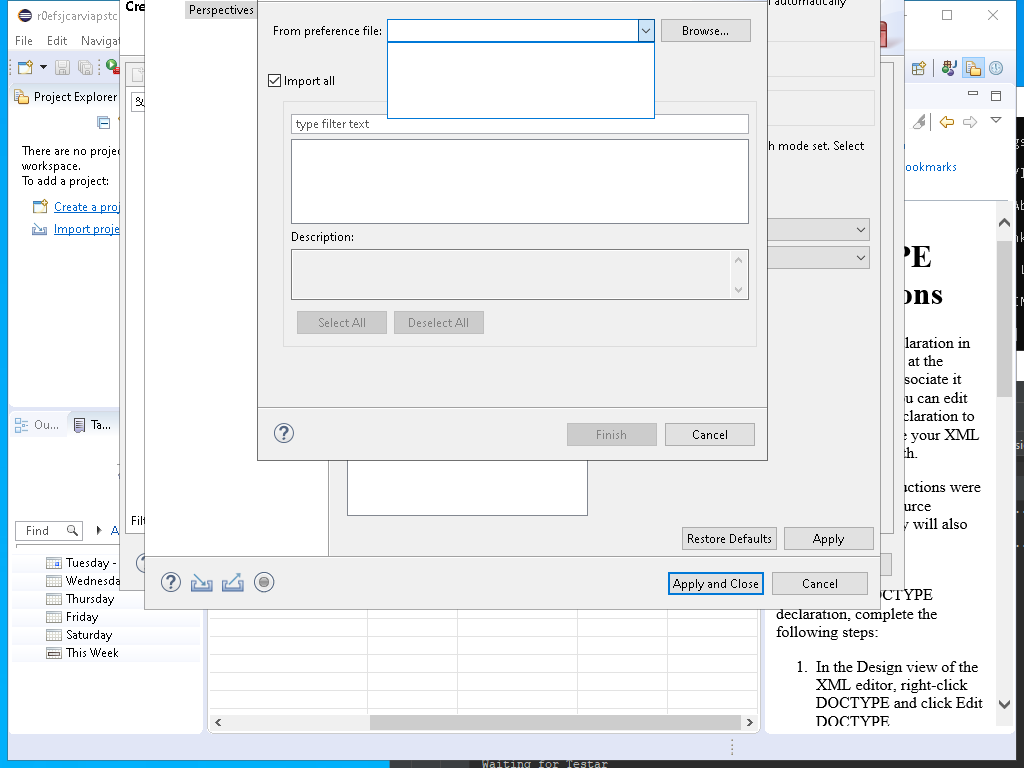 r0efsjcarviapstc
Cre
Perspectives
automatically
File Edit Navigat
From preference file:
Browse...
Import all
Project Explorer
type filter text
h mode set. Select
There are no projec
workspace.
To add a project:
ookmarks
Create a proj
Import proje
Description:
PE
ons
Select All
Deselect All
laration in
at the
sociate it
u can edit
claration to
e your XML
th.
Ou...
Ta...
Finish
Cancel
uctions were
urce
y will also
Filt
Find
A
Restore Defaults
Apply
Tuesday -
Wednesda
Thursday
Friday
Saturday
This Week
Apply and Close
Cancel
OCTYPE
declaration, complete the
following steps:
1. In the Design view of the
XML editor, right-click
DOCTYPE and click Edit
DOCTYPE
Waiting for Testar